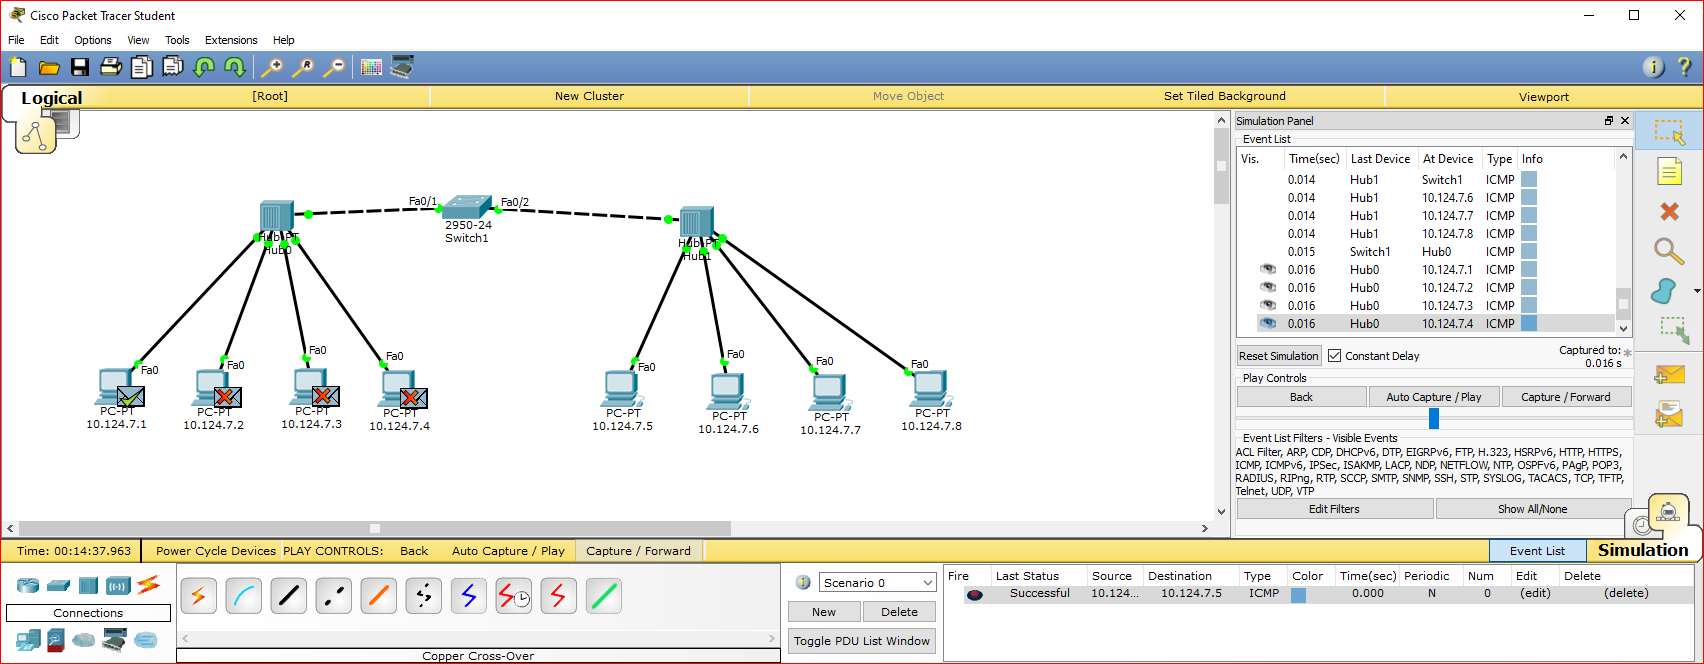 Cisco Packet Tracer Student
File Edit Options View Tools Extensions Help
Logical [Root] New Cluster Move Object Set Tiled Background Viewport
Fa0/1 Fa0/2
2950-24
Switch1
Hub-PT
Hub0
Hub-PT
Hub1
Fa0 Fa0 Fa0 Fa0 Fa0 Fa0 Fa0 Fa0
PC-PT
10.124.7.1
PC-PT
10.124.7.2
PC-PT
10.124.7.3
PC-PT
10.124.7.4
PC-PT
10.124.7.5
PC-PT
10.124.7.6
PC-PT
10.124.7.7
PC-PT
10.124.7.8
Simulation Panel
Event List
Vis. Time(sec) Last Device At Device Type Info
0.014 Hub1 Switch1 ICMP
0.014 Hub1 10.124.7.6 ICMP
0.014 Hub1 10.124.7.7 ICMP
0.014 Hub1 10.124.7.8 ICMP
0.015 Switch1 Hub0 ICMP
0.016 Hub0 10.124.7.1 ICMP
0.016 Hub0 10.124.7.2 ICMP
0.016 Hub0 10.124.7.3 ICMP
0.016 Hub0 10.124.7.4 ICMP
Reset Simulation Constant Delay Captured to: *
0.016 s
Play Controls
Back Auto Capture / Play Capture / Forward
Event List Filters - Visible Events
ACL Filter, ARP, CDP, DHCPv6, DTP, EIGRPv6, FTP, H.323, HSRPv6, HTTP, HTTPS,
ICMP, ICMPv6, IPSec, ISAKMP, LACP, NDP, NETFLOW, NTP, OSPFv6, PAgP, POP3,
RADIUS, RIPng, RTP, SCCP, SMTP, SNMP, SSH, STP, SYSLOG, TACACS, TCP, TFTP,
Telnet, UDP, VTP
Edit Filters Show All/None
Time: 00:14:37.963 Power Cycle Devices PLAY CONTROLS: Back Auto Capture / Play Capture / Forward Event List Simulation
Connections
Copper Cross-Over
Scenario 0
New Delete
Toggle PDU List Window
Fire Last Status Source Destination Type Color Time(sec) Periodic Num Edit Delete
Successful 10.124... 10.124.7.5 ICMP 0.000 N 0 (edit) (delete)